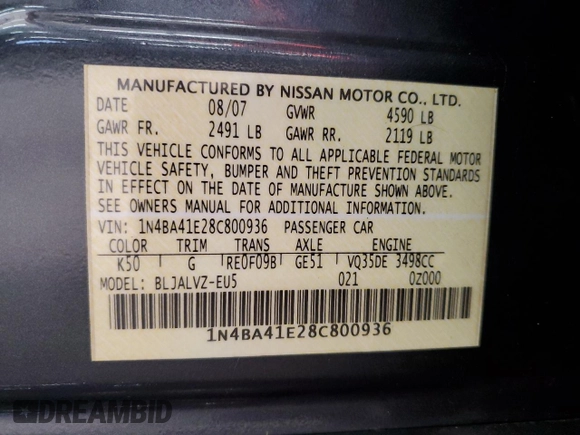 MANUFACTURED BY NISSAN MOTOR CO., LTD.
DATE 08/07 GVWR 4590 LB
GAWR FR. 2491 LB GAWR RR. 2119 LB
THIS VEHICLE CONFORMS TO ALL APPLICABLE FEDERAL MOTOR
VEHICLE SAFETY, BUMPER AND THEFT PREVENTION STANDARDS
IN EFFECT ON THE DATE OF MANUFACTURE SHOWN ABOVE.
SEE OWNERS MANUAL FOR ADDITIONAL INFORMATION.
VIN: 1N4BA41E28C800936 PASSENGER CAR
COLOR TRIM TRANS AXLE ENGINE
K50 G RE0F09B GE51 VQ35DE 3498CC
MODEL: BLJALVZ-EU5 021 0Z000
1N4BA41E28C800936
DREAMBID